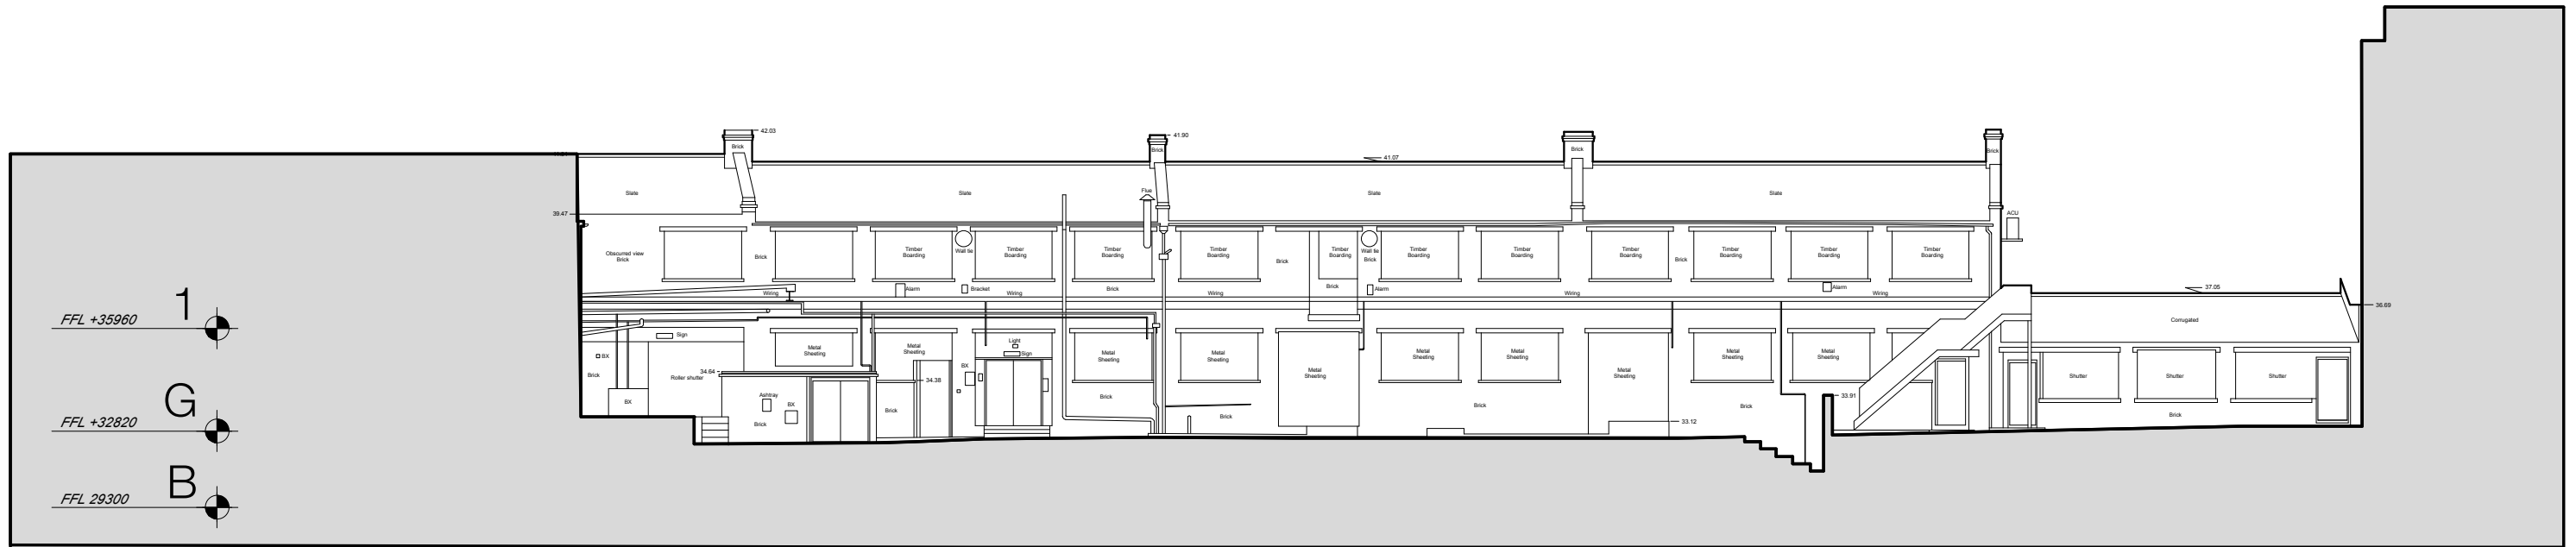 42.03
41.90
Brick
Brick
Brick
Brick
41.07
Slate
Slate
Slate
Slate
Flue
39.47
ACU
Obscurred view
Brick
Brick
Timber
Boarding
Wall tie
Timber
Boarding
Timber
Boarding
Timber
Boarding
Brick
Timber
Boarding
Wall tie
Brick
Timber
Boarding
Timber
Boarding
Timber
Boarding
Brick
Timber
Boarding
Timber
Boarding
Timber
Boarding
Wiring
Alarm
Bracket
Wiring
Brick
Wiring
Brick
Alarm
Wiring
Alarm
Wiring
37.05
36.69
1
FFL +35960
Corrugated
Sign
BX
Brick
Roller shutter
BX
34.64
Metal
Sheeting
Metal
Sheeting
34.38
Light
Sign
BX
Metal
Sheeting
Metal
Sheeting
Metal
Sheeting
Metal
Sheeting
Metal
Sheeting
Metal
Sheeting
Metal
Sheeting
Metal
Sheeting
Shutter
Shutter
Shutter
Ashtray
BX
Brick
Brick
Brick
Brick
Brick
Brick
33.91
33.12
Brick
G
FFL +32820
B
FFL 29300